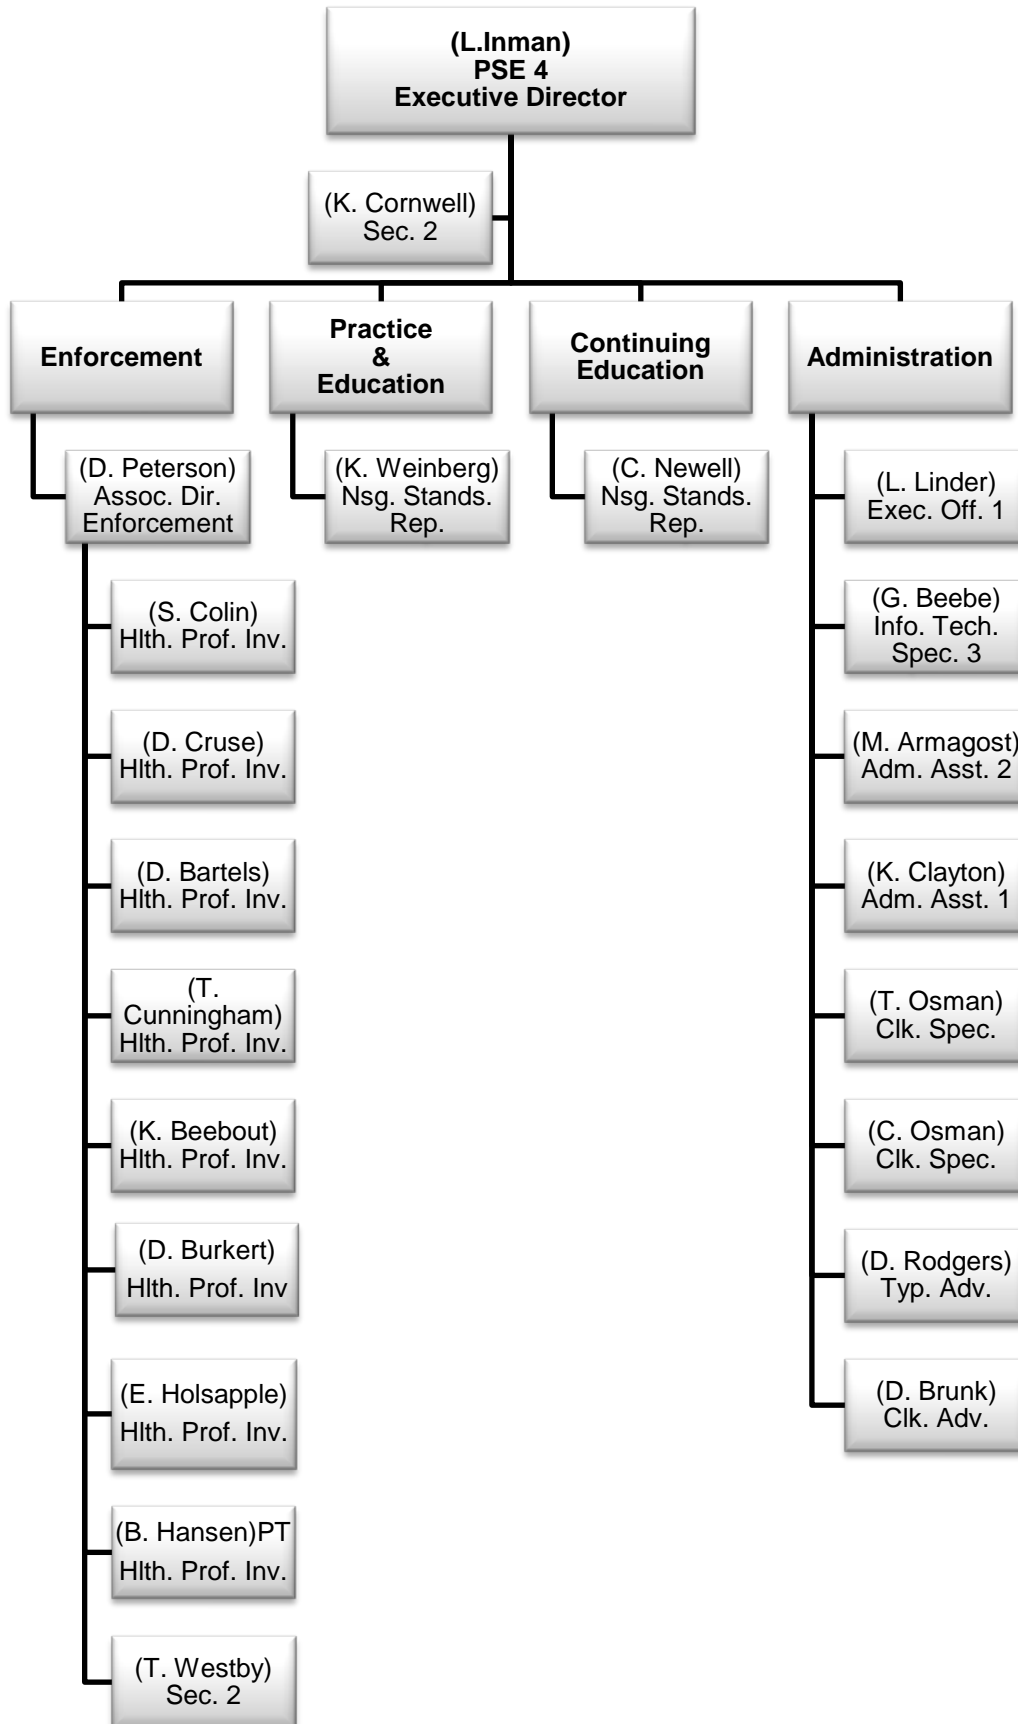 (L.Inman)
PSE 4
Executive Director
(K. Cornwell)
Sec. 2
Enforcement
Practice
&
Education
Continuing
Education
Administration
(D. Peterson)
Assoc. Dir.
Enforcement
(K. Weinberg)
Nsg. Stands.
Rep.
(C. Newell)
Nsg. Stands.
Rep.
(L. Linder)
Exec. Off. 1
(S. Colin)
Hlth. Prof. Inv.
(G. Beebe)
Info. Tech.
Spec. 3
(D. Cruse)
Hlth. Prof. Inv.
(M. Armagost)
Adm. Asst. 2
(D. Bartels)
Hlth. Prof. Inv.
(K. Clayton)
Adm. Asst. 1
(T.
Cunningham)
Hlth. Prof. Inv.
(T. Osman)
Clk. Spec.
(K. Beebout)
Hlth. Prof. Inv.
(C. Osman)
Clk. Spec.
(D. Burkert)
Hlth. Prof. Inv
(D. Rodgers)
Typ. Adv.
(E. Holsapple)
Hlth. Prof. Inv.
(D. Brunk)
Clk. Adv.
(B. Hansen)PT
Hlth. Prof. Inv.
(T. Westby)
Sec. 2